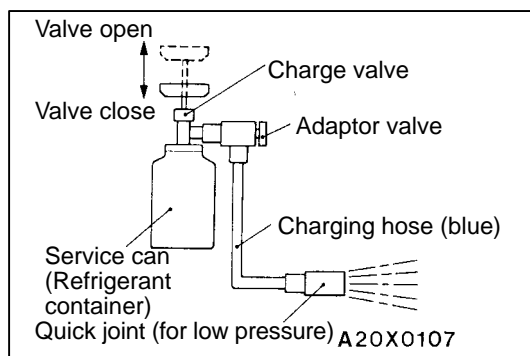 Valve open
Charge valve
Valve close
Adaptor valve
Charging hose (blue)
Service can
(Refrigerant
container)
Quick joint (for low pressure)
A20X0107